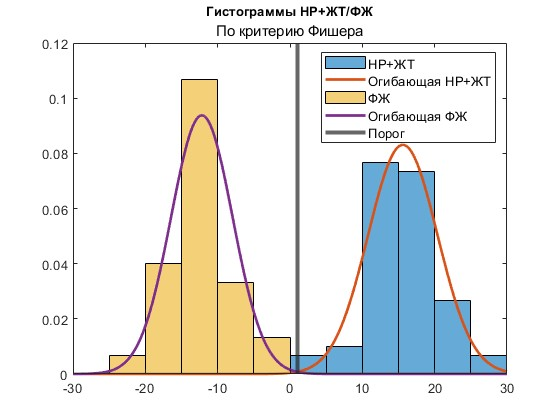 Гистограммы НР+ЖТ/ФЖ
По критерию Фишера
0.12
0.1
0.08
0.06
0.04
0.02
0
-30 -20 -10 0 10 20 30
НР+ЖТ
Огибающая НР+ЖТ
ФЖ
Огибающая ФЖ
Порог